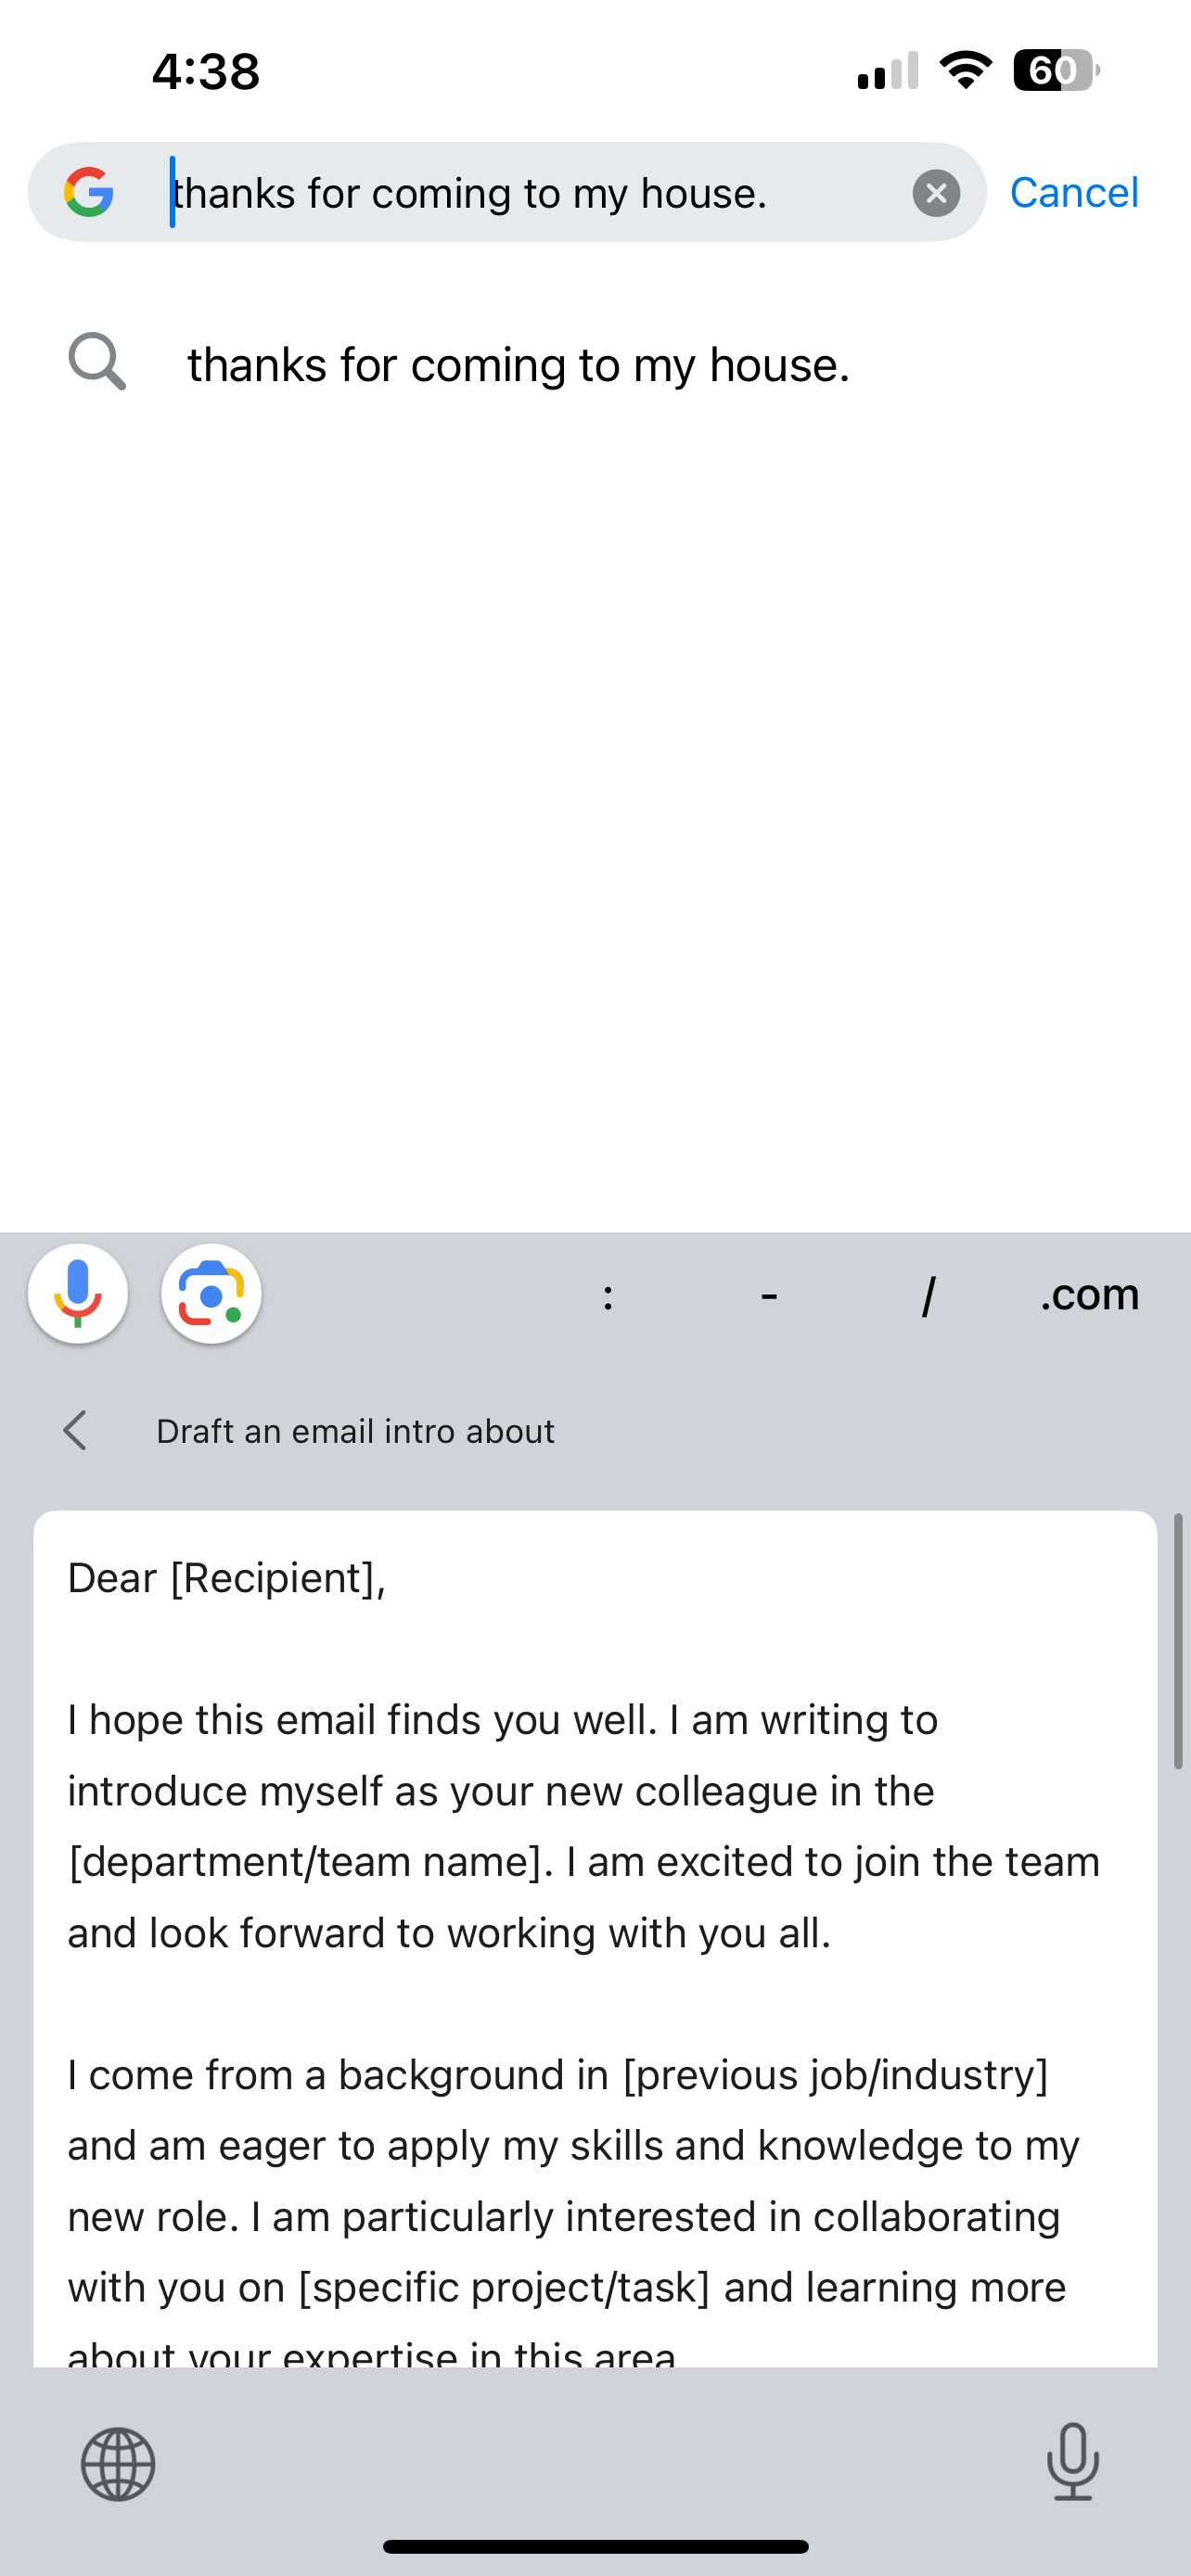 4:38
60
thanks for coming to my house.
Cancel
thanks for coming to my house.
: - / .com
Draft an email intro about
Dear [Recipient],
I hope this email finds you well. I am writing to
introduce myself as your new colleague in the
[department/team name]. I am excited to join the team
and look forward to working with you all.
I come from a background in [previous job/industry]
and am eager to apply my skills and knowledge to my
new role. I am particularly interested in collaborating
with you on [specific project/task] and learning more
about your expertise in this area